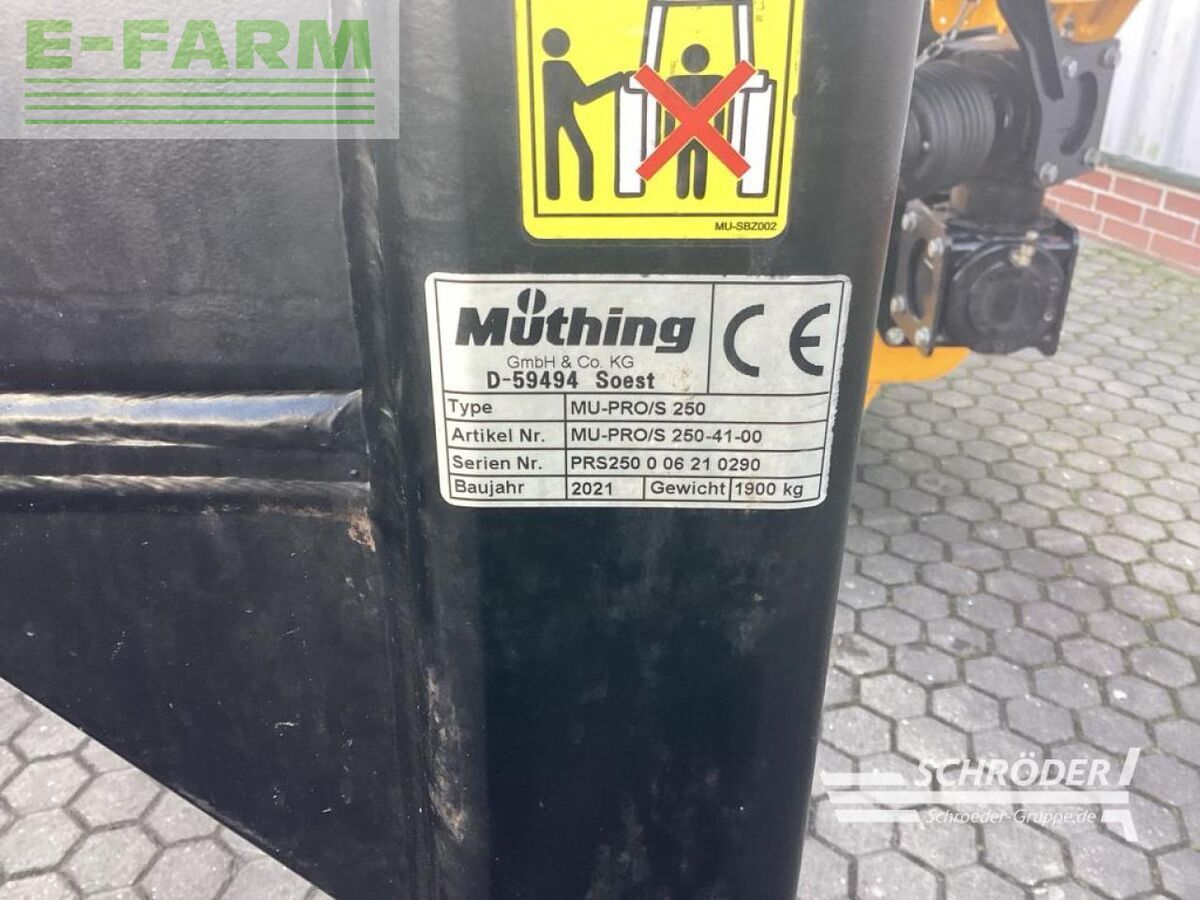 E-FARM
MU-SBZ002
Müthing
GmbH & Co. KG
D-59494 Soest
CE
Type MU-PRO/S 250
Artikel Nr. MU-PRO/S 250-41-00
Serien Nr. PRS250 0 06 21 0290
Baujahr 2021 Gewicht 1900 kg
SCHRÖDER
Schroeder-Gruppe.de